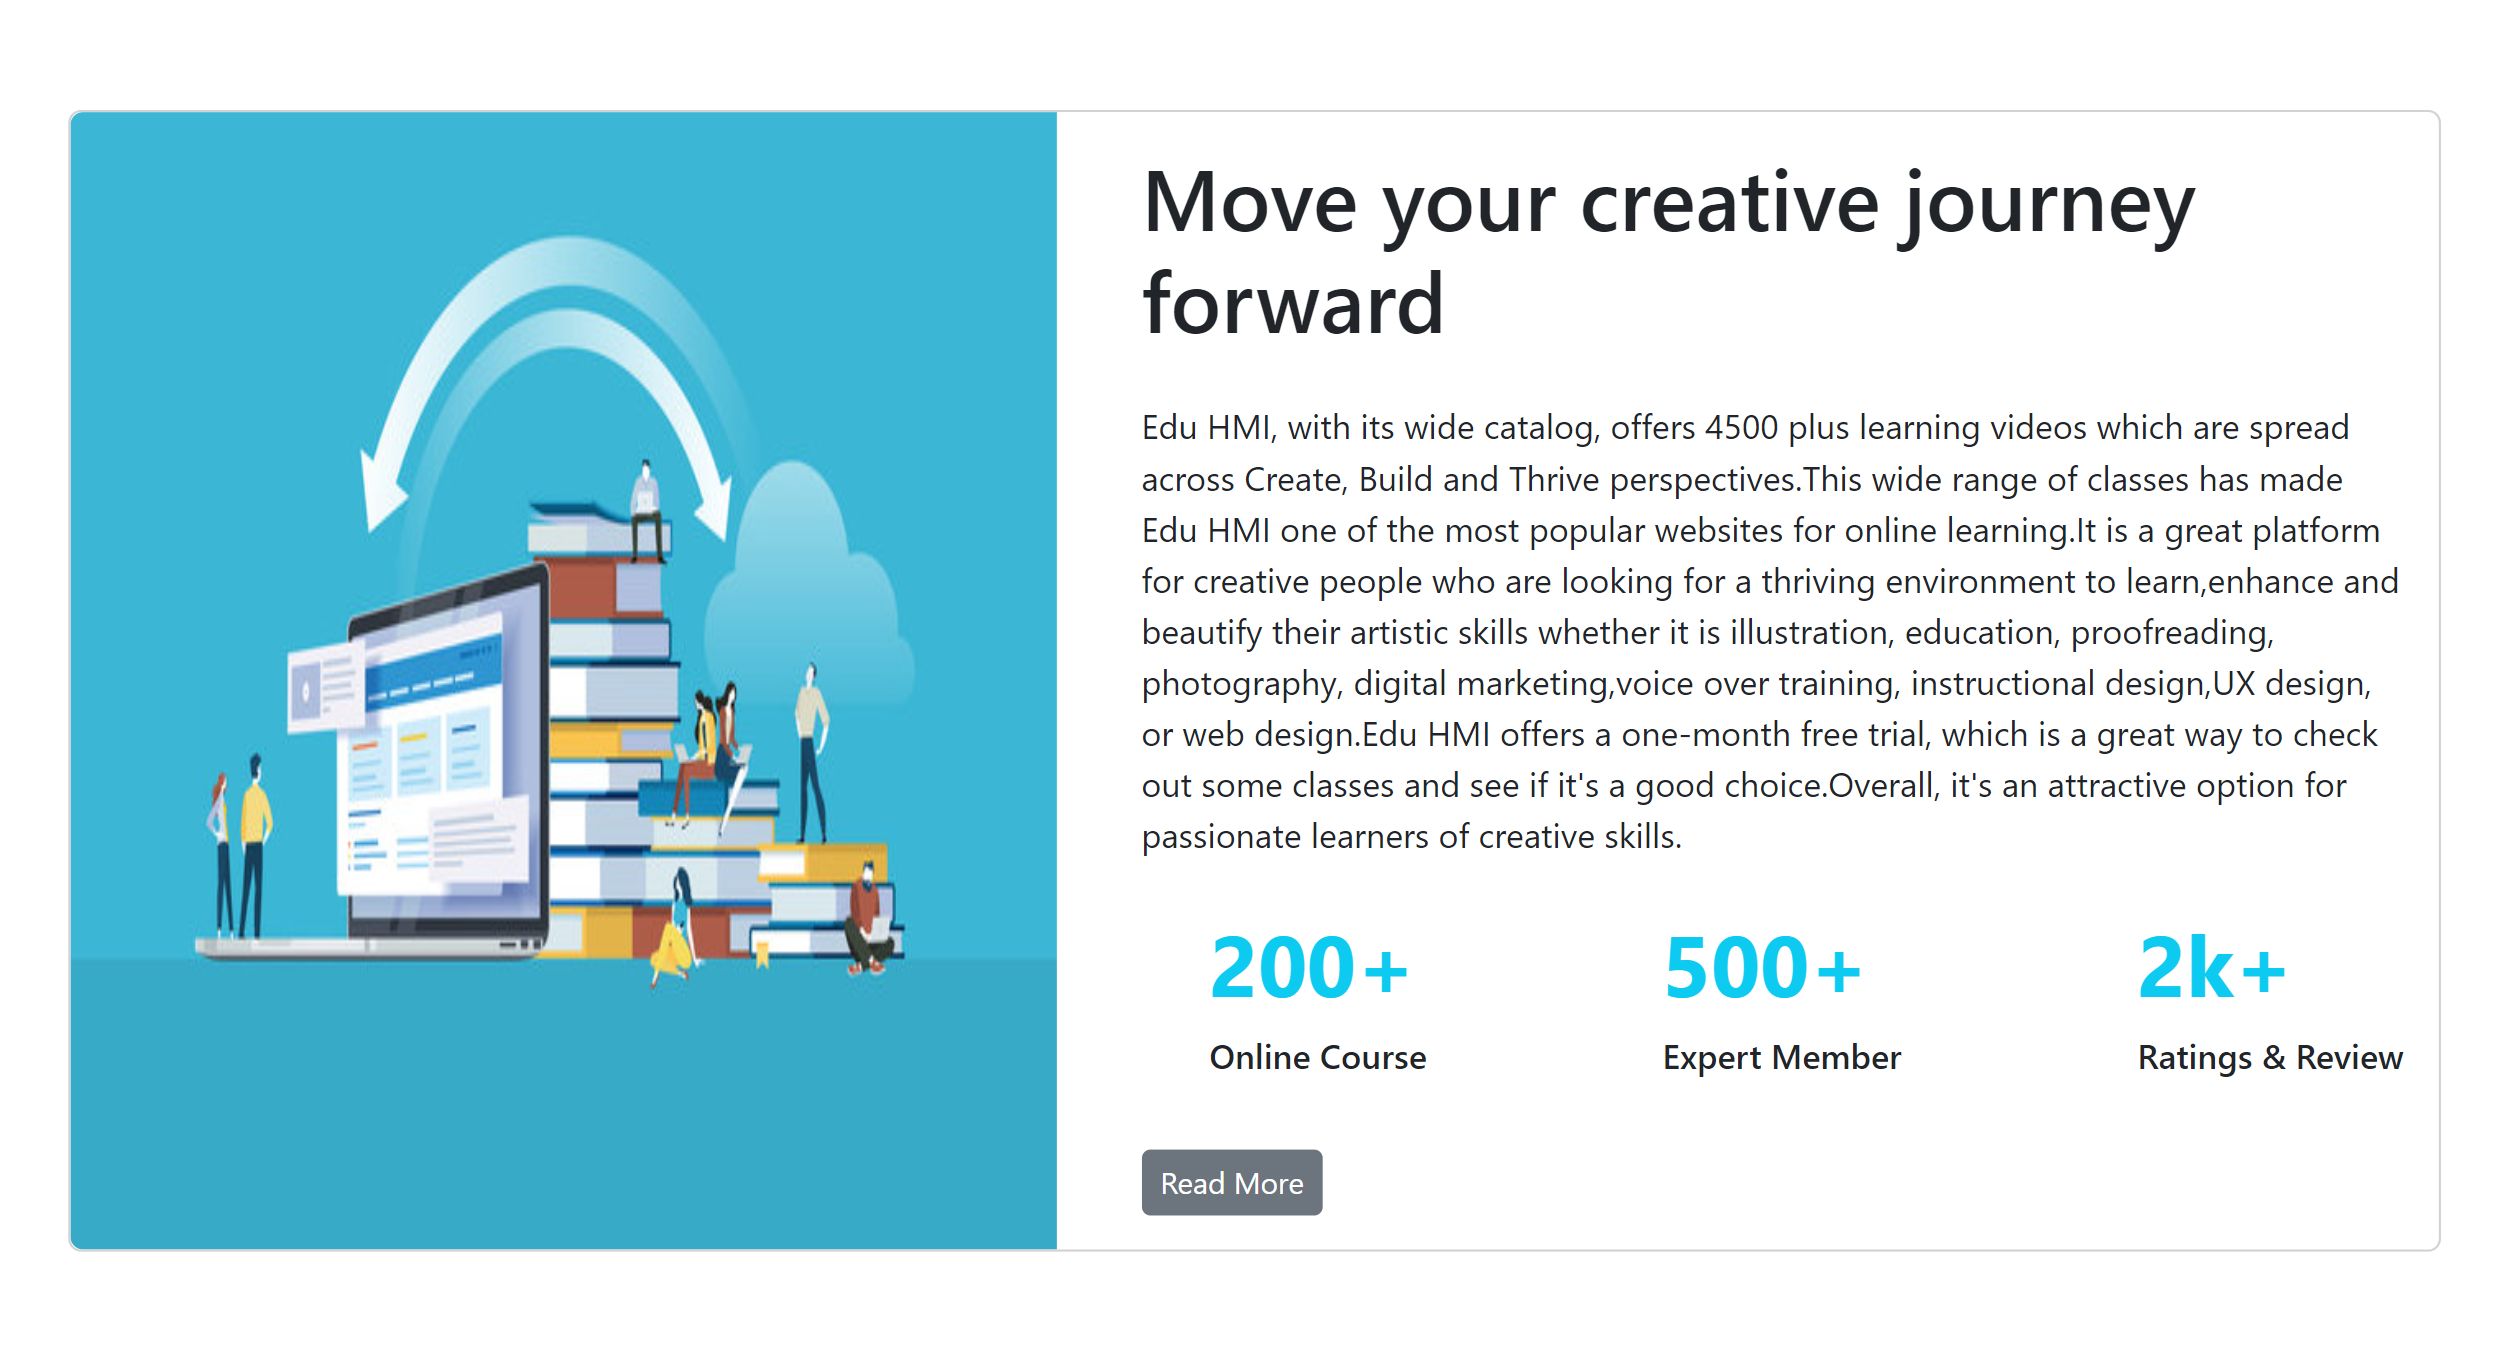 Move your creative journey
forward
Edu HMI, with its wide catalog, offers 4500 plus learning videos which are spread
across Create, Build and Thrive perspectives.This wide range of classes has made
Edu HMI one of the most popular websites for online learning.It is a great platform
for creative people who are looking for a thriving environment to learn,enhance and
beautify their artistic skills whether it is illustration, education, proofreading,
photography, digital marketing,voice over training, instructional design,UX design,
or web design.Edu HMI offers a one-month free trial, which is a great way to check
out some classes and see if it's a good choice.Overall, it's an attractive option for
passionate learners of creative skills.
200+ 500+ 2k+
Online Course Expert Member Ratings & Review
Read More